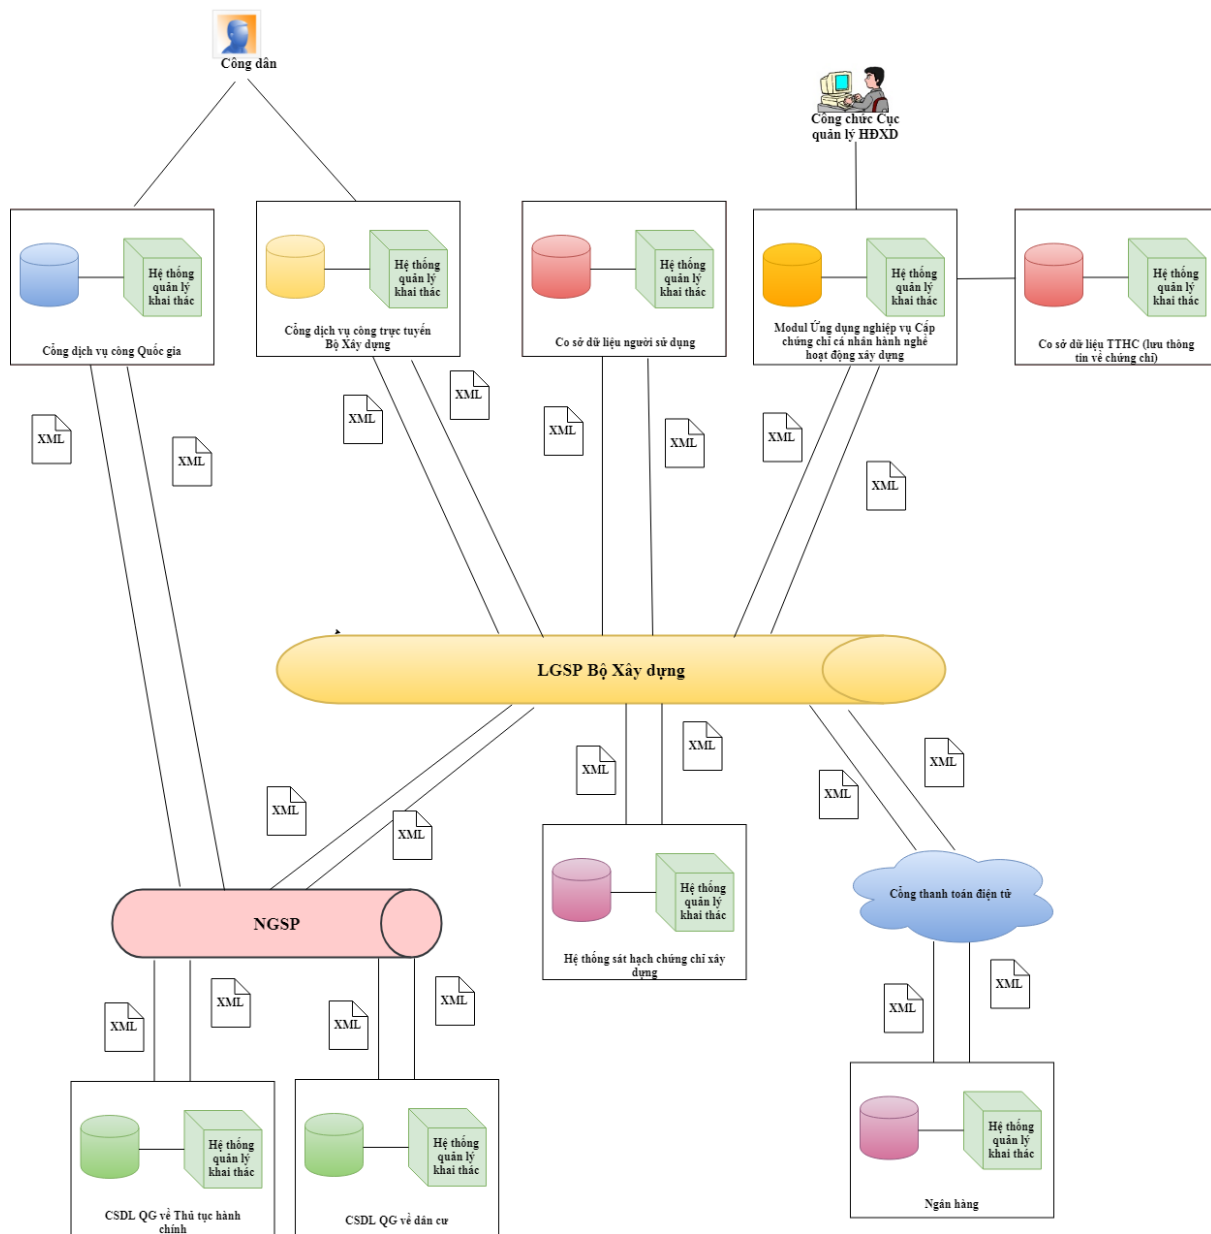 Công dân
Công chức Cục
quản lý HĐXD
Hệ thống
quản lý
khai thác
Cổng dịch vụ công Quốc gia
Hệ thống
quản lý
khai thác
Cổng dịch vụ công trực tuyến
Bộ Xây dựng
Hệ thống
quản lý
khai thác
Cơ sở dữ liệu người sử dụng
Hệ thống
quản lý
khai thác
Modul Ứng dụng nghiệp vụ Cấp
chứng chỉ cá nhân hành nghề
hoạt động xây dựng
Hệ thống
quản lý
khai thác
Cơ sở dữ liệu TTHC (lưu thông
tin về chứng chỉ)
XML
XML
XML
XML
XML
XML
XML
XML
LGSP Bộ Xây dựng
XML
XML
XML
XML
XML
XML
NGSP
Hệ thống
quản lý
khai thác
Hệ thống sát hạch chứng chỉ xây
dựng
Cổng thanh toán điện tử
XML
XML
XML
XML
XML
XML
Hệ thống
quản lý
khai thác
CSDL QG về Thủ tục hành
chính
Hệ thống
quản lý
khai thác
CSDL QG về dân cư
Hệ thống
quản lý
khai thác
Ngân hàng